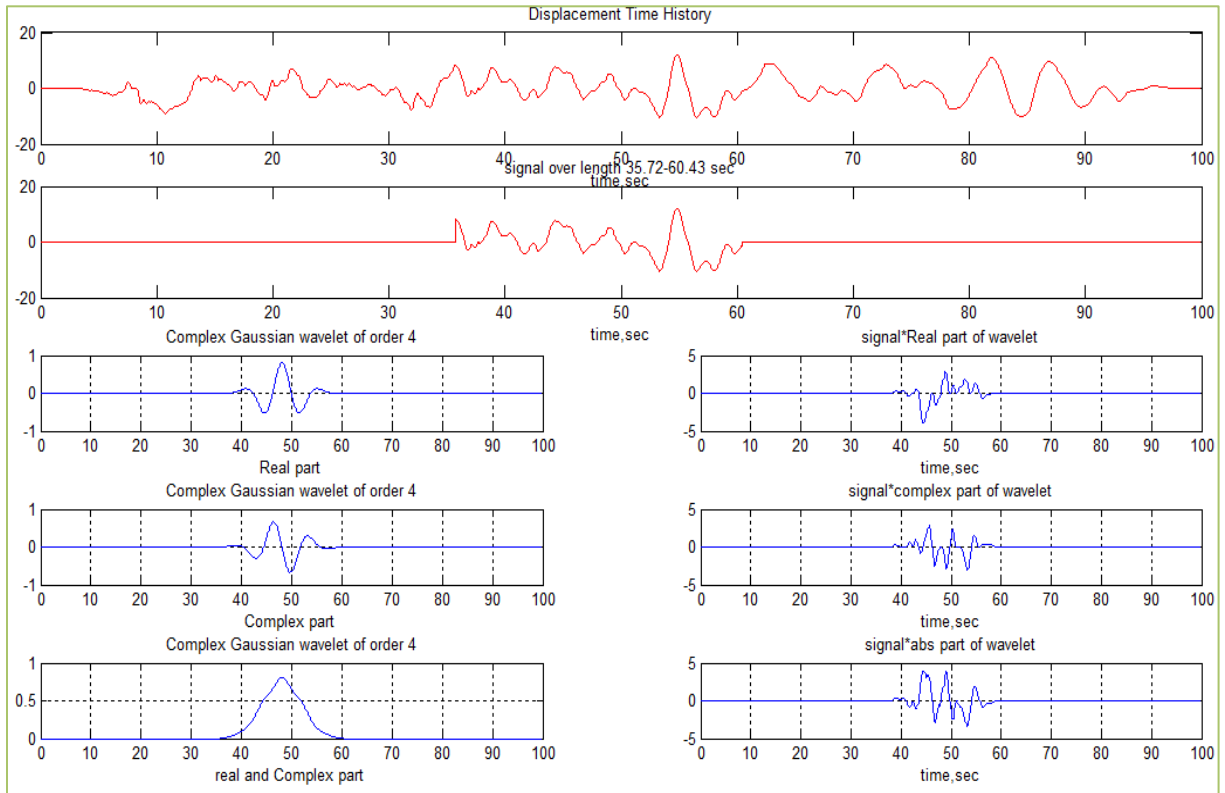 Displacement Time History
20
0
-20
0 10 20 30 40 50 60 70 80 90 100
time,sec
signal over length 35.72-60.43 sec
20
0
-20
0 10 20 30 40 50 60 70 80 90 100
time,sec
Complex Gaussian wavelet of order 4
1
0
-1
0 10 20 30 40 50 60 70 80 90 100
Real part
signal*Real part of wavelet
5
0
-5
0 10 20 30 40 50 60 70 80 90 100
time,sec
Complex Gaussian wavelet of order 4
1
0
-1
0 10 20 30 40 50 60 70 80 90 100
Complex part
signal*complex part of wavelet
5
0
-5
0 10 20 30 40 50 60 70 80 90 100
time,sec
Complex Gaussian wavelet of order 4
1
0.5
0
0 10 20 30 40 50 60 70 80 90 100
real and Complex part
signal*abs part of wavelet
5
0
-5
0 10 20 30 40 50 60 70 80 90 100
time,sec